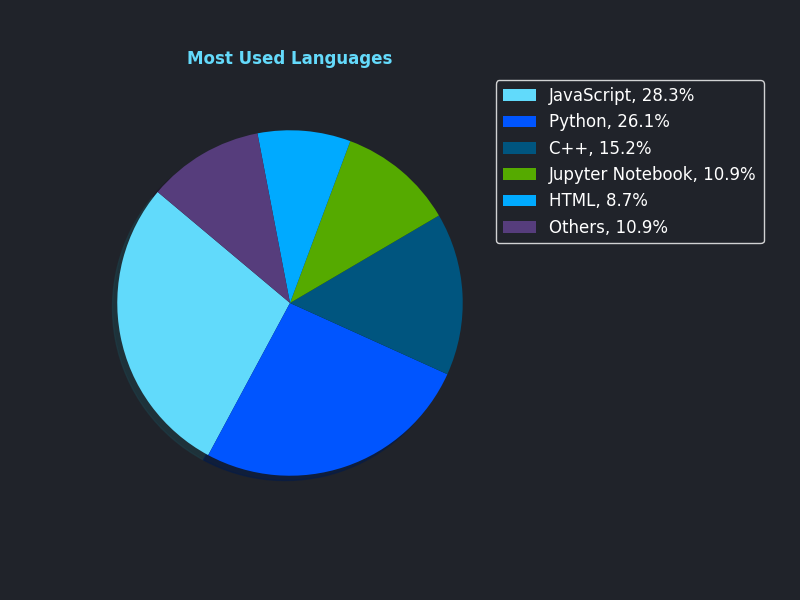 Most Used Languages
JavaScript, 28.3%
Python, 26.1%
C++, 15.2%
Jupyter Notebook, 10.9%
HTML, 8.7%
Others, 10.9%